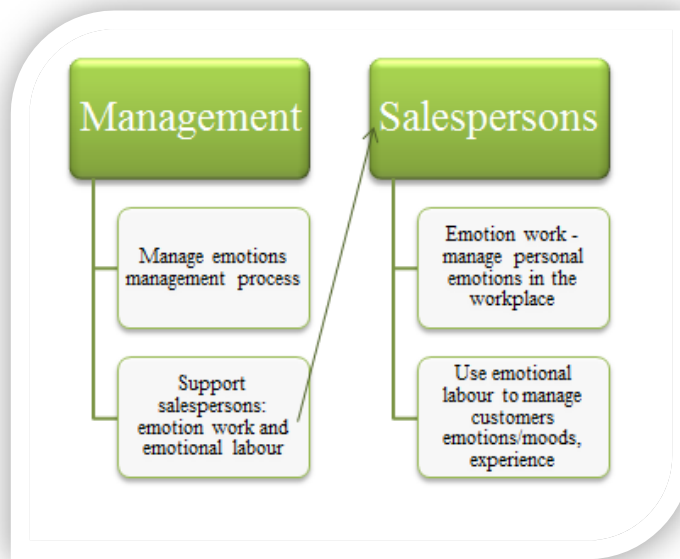 Management
Manage emotions
management process
Support
salespersons:
emotion work and
emotional labour
Salespersons
Emotion work -
manage personal
emotions in the
workplace
Use emotional
labour to manage
customers
emotions/moods,
experience